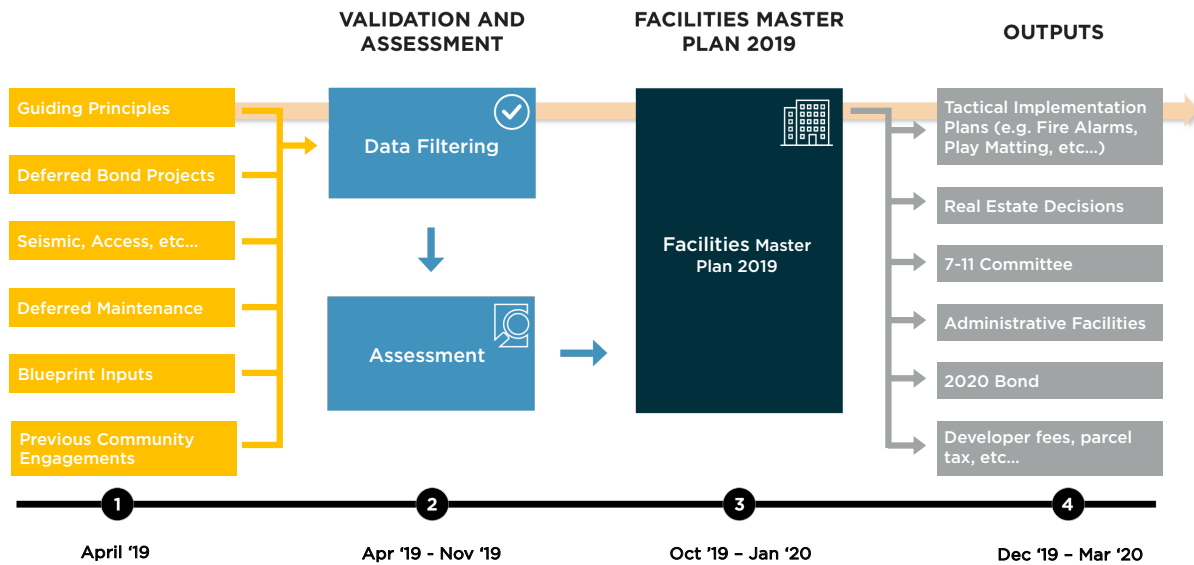 VALIDATION AND
ASSESSMENT
FACILITIES MASTER
PLAN 2019
OUTPUTS
Guiding Principles
Deferred Bond Projects
Seismic, Access, etc...
Deferred Maintenance
Blueprint Inputs
Previous Community
Engagements
Data Filtering
Assessment
Facilities Master
Plan 2019
Tactical Implementation
Plans (e.g. Fire Alarms,
Play Matting, etc...)
Real Estate Decisions
7-11 Committee
Administrative Facilities
2020 Bond
Developer fees, parcel
tax, etc...
1
2
3
4
April ‘19
Apr ‘19 - Nov ‘19
Oct ’19 – Jan ‘20
Dec ‘19 – Mar ‘20